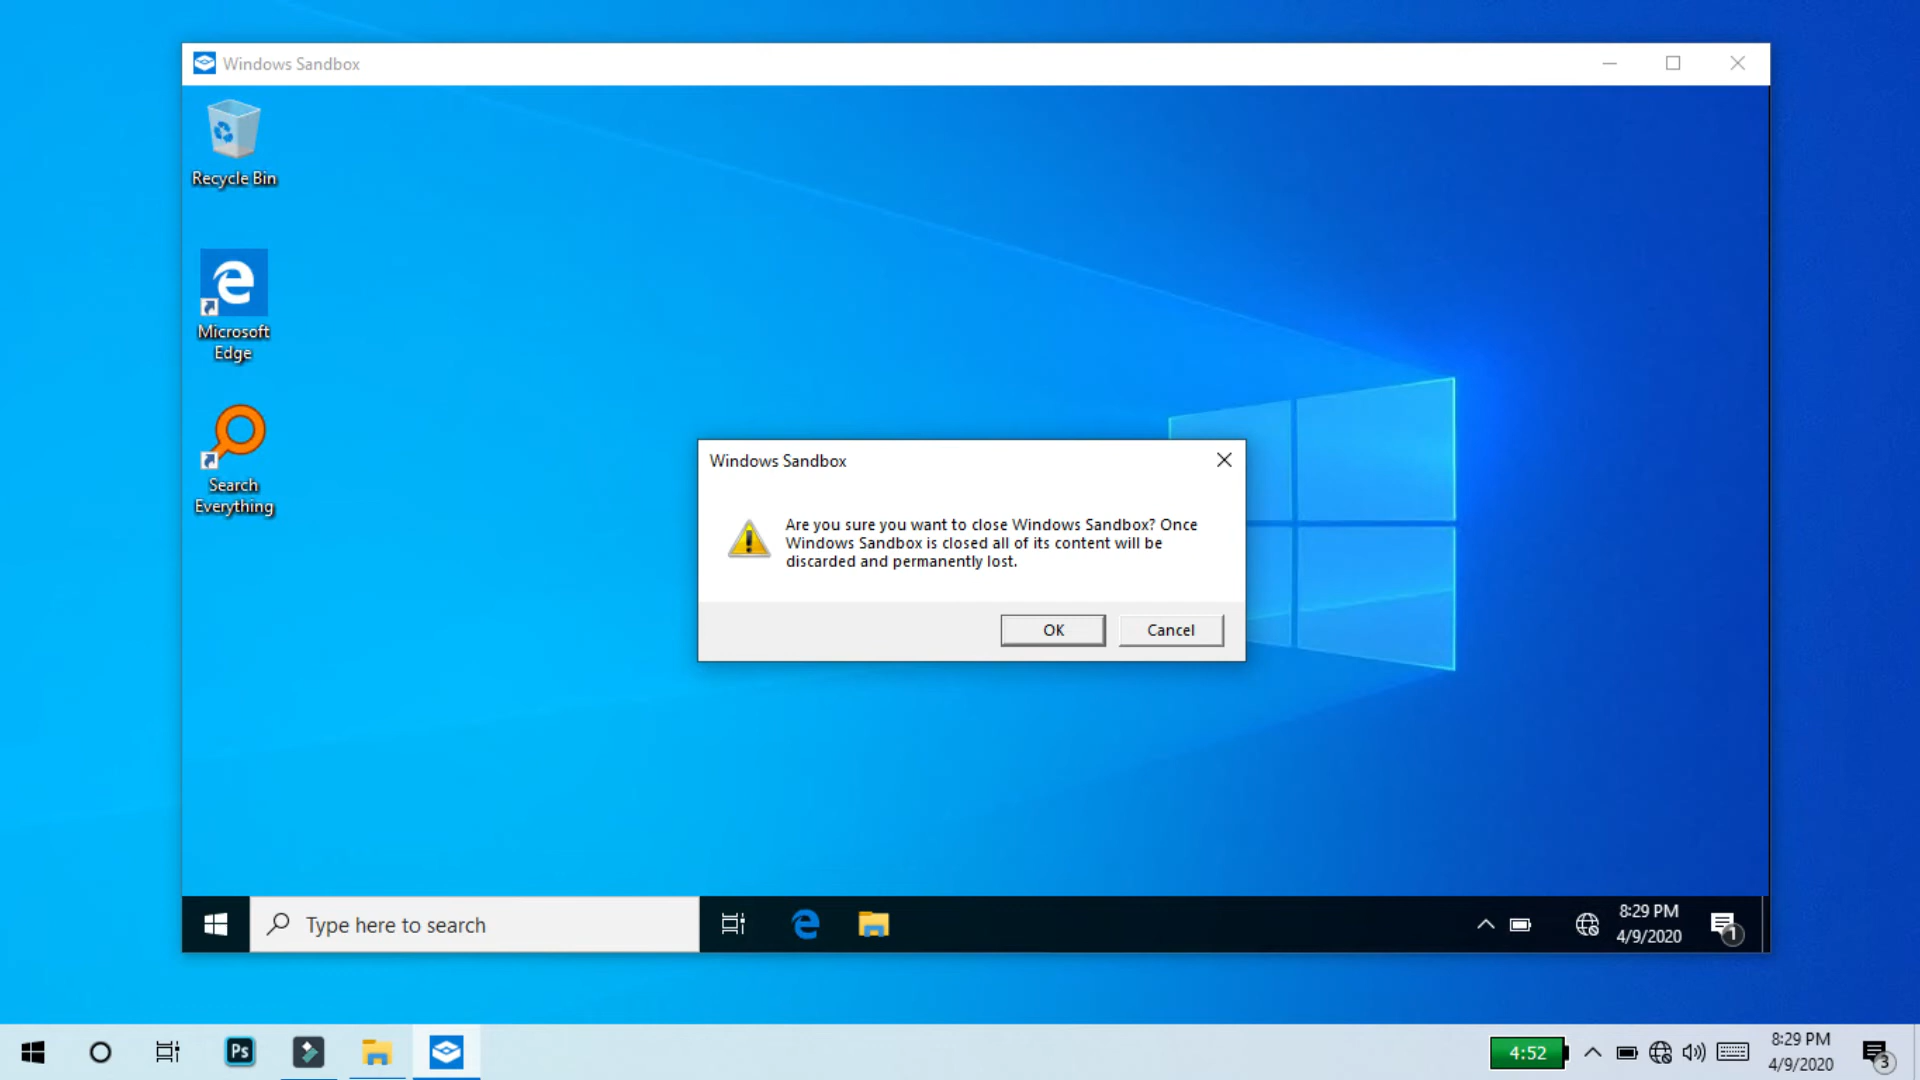 Windows Sandbox
Recycle Bin
Microsoft
Edge
Search
Everything
Windows Sandbox
Are you sure you want to close Windows Sandbox? Once
Windows Sandbox is closed all of its content will be
discarded and permanently lost.
OK
Cancel
Type here to search
8:29 PM
4/9/2020
1
Ps
4:52
8:29 PM
4/9/2020
3